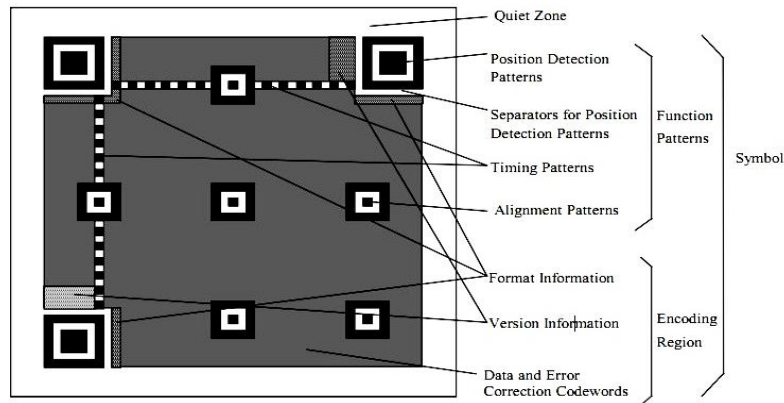 Quiet Zone
Position Detection
Patterns
Separators for Position
Detection Patterns
Function
Patterns
Symbol
Timing Patterns
Alignment Patterns
Format Information
Version Information
Encoding
Region
Data and Error
Correction Codewords